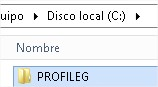 uipo ▸ Disco local (C:) ▸
Nombre
PROFILEG